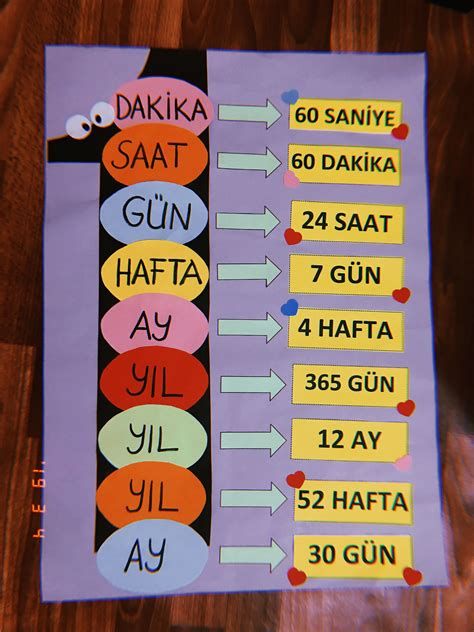 DAKİKA 60 SANİYE
SAAT 60 DAKİKA
GÜN 24 SAAT
HAFTA 7 GÜN
AY 4 HAFTA
YIL 365 GÜN
YIL 12 AY
YIL 52 HAFTA
AY 30 GÜN